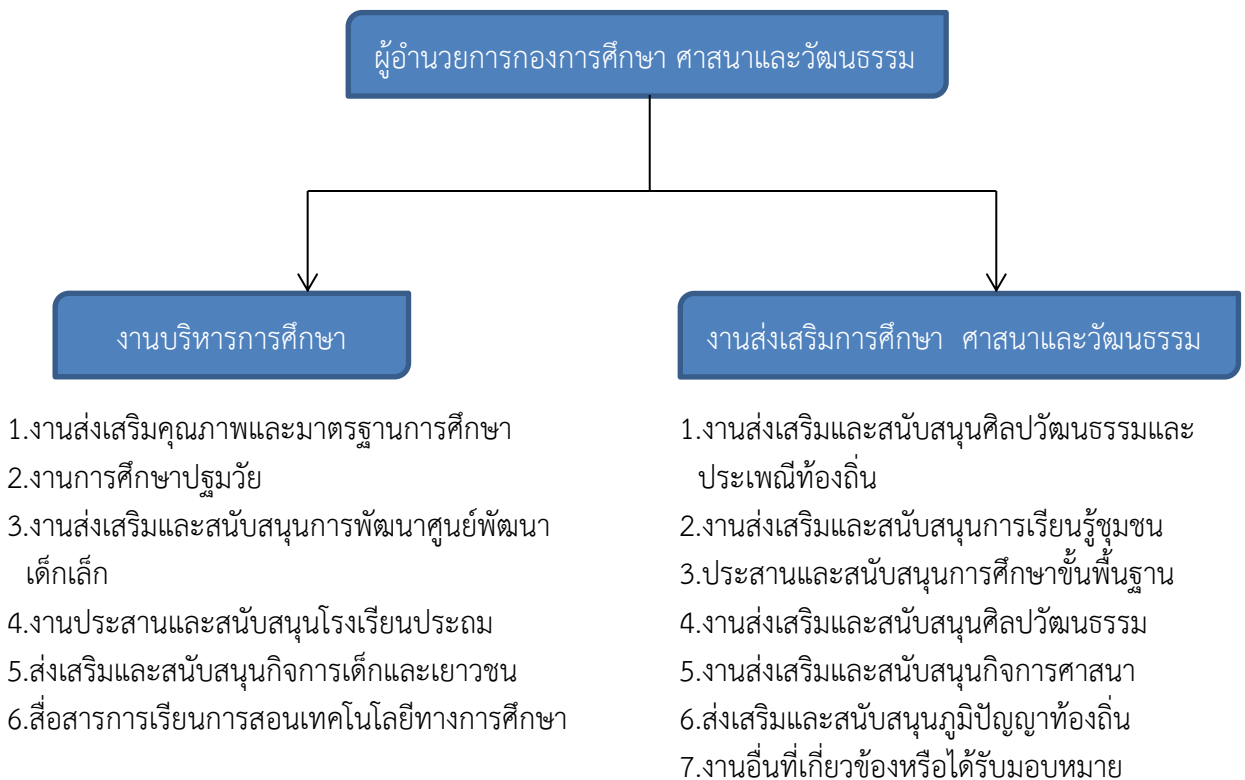 ผู้อำนวยการกองการศึกษา ศาสนาและวัฒนธรรม
งานบริหารการศึกษา
1.งานส่งเสริมคุณภาพและมาตรฐานการศึกษา
2.งานการศึกษาปฐมวัย
3.งานส่งเสริมและสนับสนุนการพัฒนาศูนย์พัฒนา
เด็กเล็ก
4.งานประสานและสนับสนุนโรงเรียนประถม
5.ส่งเสริมและสนับสนุนกิจการเด็กและเยาวชน
6.สื่อสารการเรียนการสอนเทคโนโลยีทางการศึกษา
งานส่งเสริมการศึกษา ศาสนาและวัฒนธรรม
1.งานส่งเสริมและสนับสนุนศิลปวัฒนธรรมและ
ประเพณีท้องถิ่น
2.งานส่งเสริมและสนับสนุนการเรียนรู้ชุมชน
3.ประสานและสนับสนุนการศึกษาขั้นพื้นฐาน
4.งานส่งเสริมและสนับสนุนศิลปวัฒนธรรม
5.งานส่งเสริมและสนับสนุนกิจการศาสนา
6.ส่งเสริมและสนับสนุนภูมิปัญญาท้องถิ่น
7.งานอื่นที่เกี่ยวข้องหรือได้รับมอบหมาย